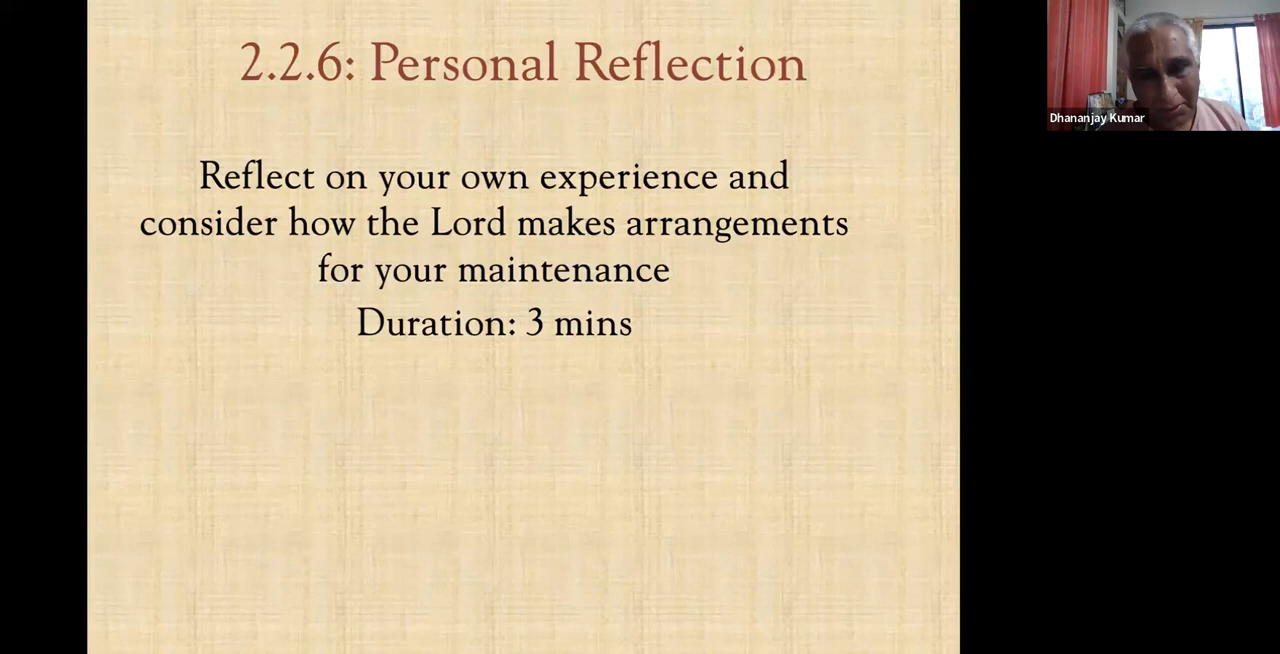 2.2.6: Personal Reflection
Reflect on your own experience and
consider how the Lord makes arrangements
for your maintenance
Duration: 3 mins
Dhananjay Kumar